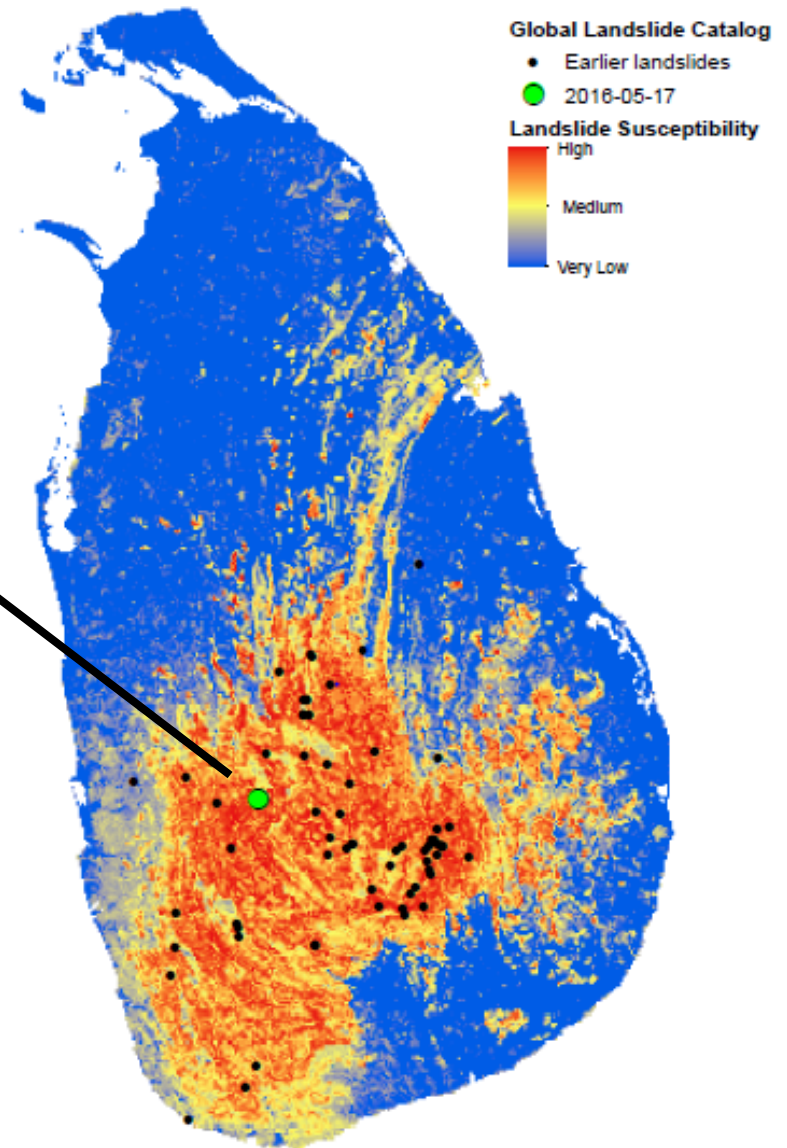 Global Landslide Catalog
Earlier landslides
2016-05-17
Landslide Susceptibility
High
Medium
Very Low